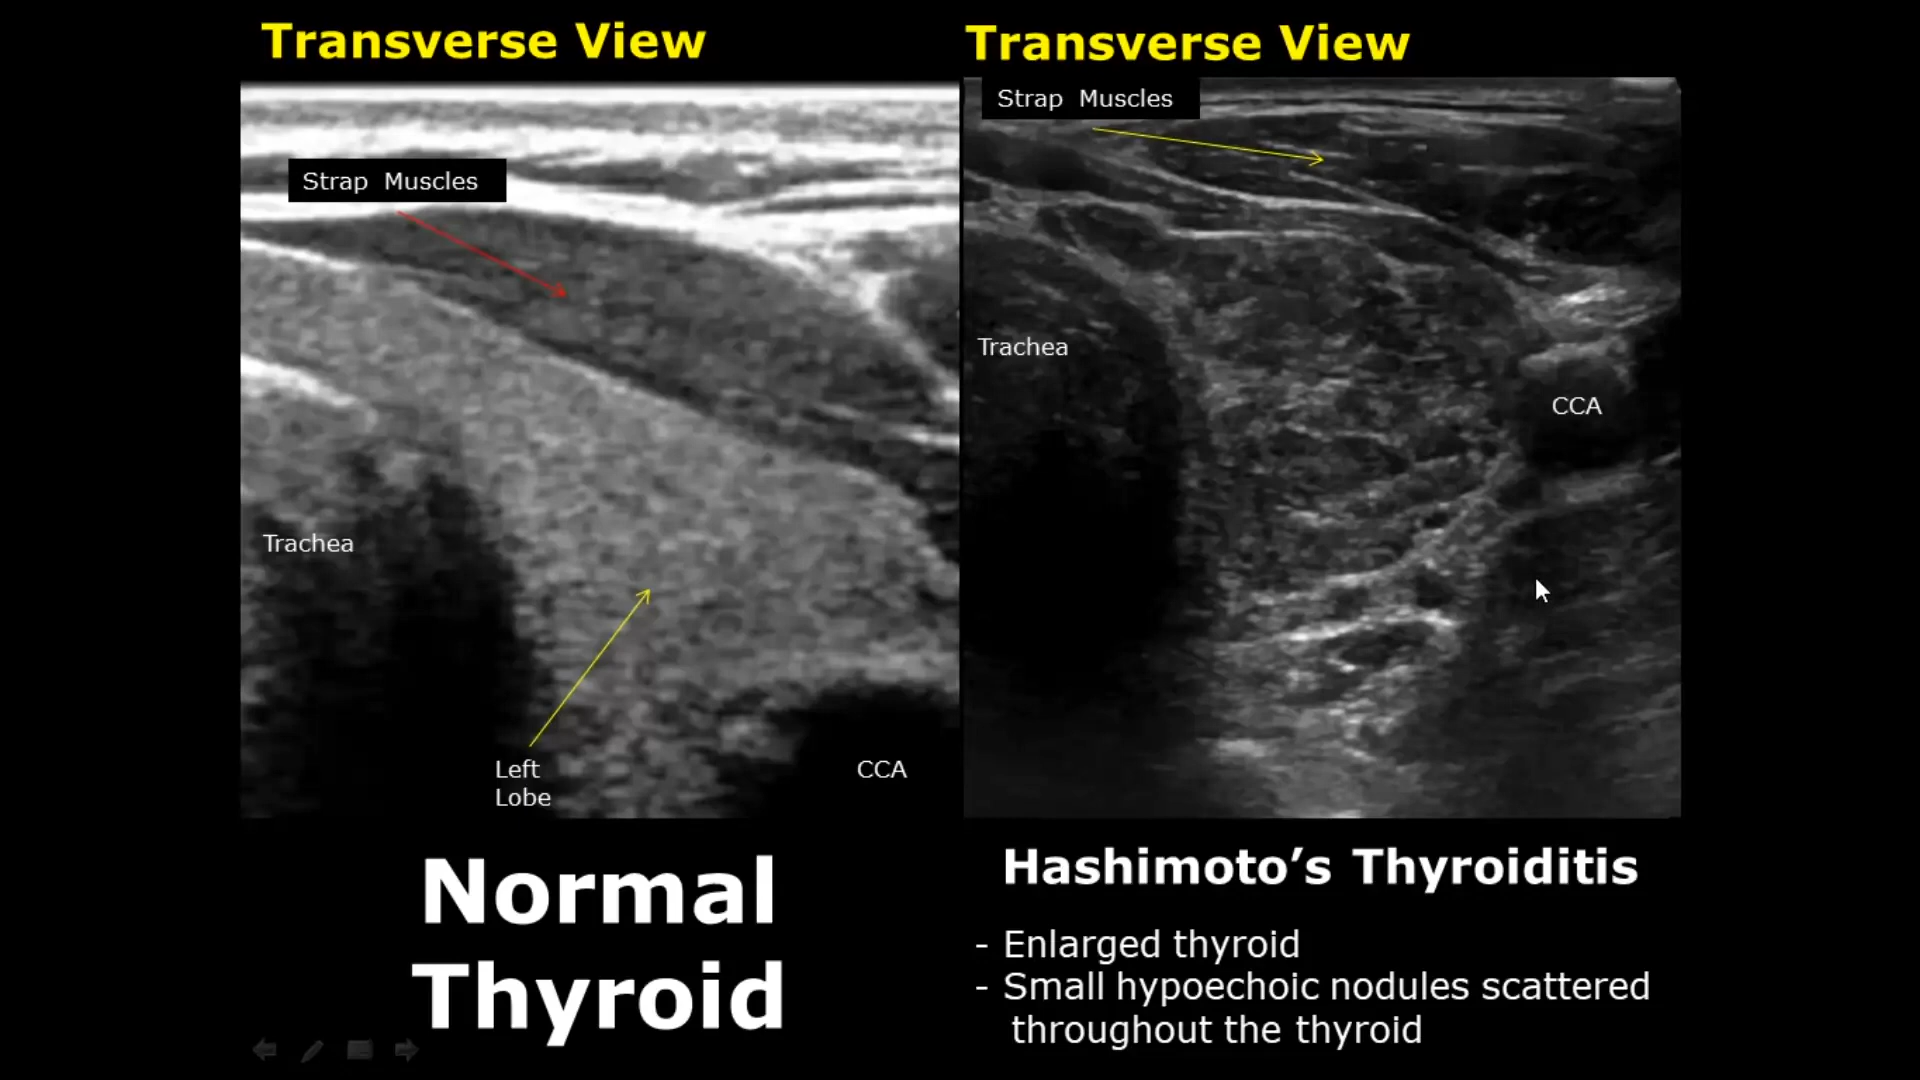 Transverse View
Strap  Muscles
Trachea
Left
Lobe
CCA
Normal
Thyroid
Transverse View
Strap  Muscles
Trachea
CCA
Hashimoto’s Thyroiditis
- Enlarged thyroid
- Small hypoechoic nodules scattered
throughout the thyroid